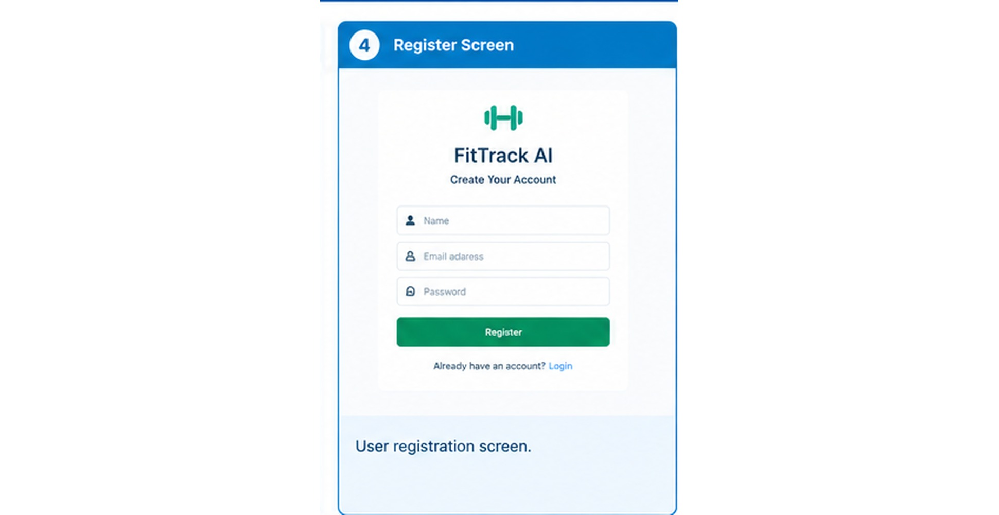 4 Register Screen
FitTrack AI
Create Your Account
Name
Email adaress
Password
Register
Already have an account? Login
User registration screen.